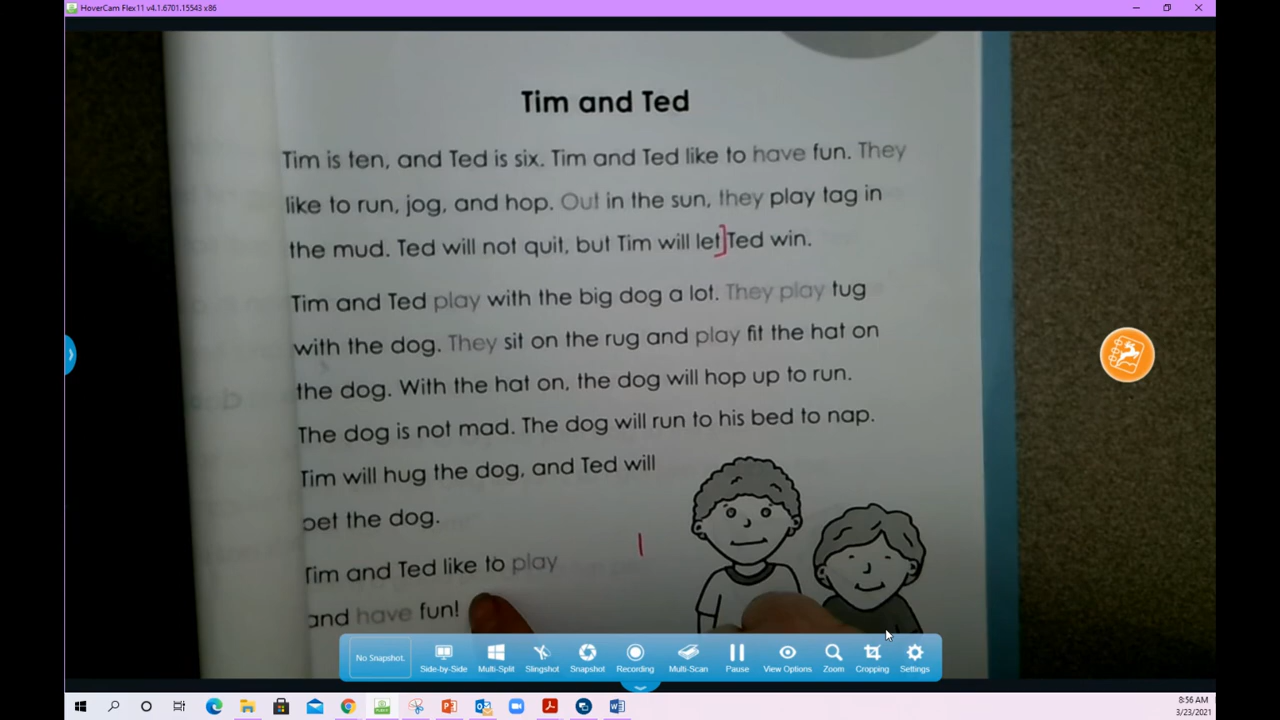 HoverCam Flex11 v4.1.6701.15543 x86
Tim and Ted
Tim is ten, and Ted is six. Tim and Ted like to have fun. They
like to run, jog, and hop. Out in the sun, they play tag in
the mud. Ted will not quit, but Tim will let Ted win.
Tim and Ted play with the big dog a lot. They play tug
with the dog. They sit on the rug and play fit the hat on
the dog. With the hat on, the dog will hop up to run.
The dog is not mad. The dog will run to his bed to nap.
Tim will hug the dog, and Ted will
pet the dog.
Tim and Ted like to play
and have fun!
No Snapshot.
Side-by-Side
Multi-Split
Slingshot
Snapshot
Recording
Multi-Scan
Pause
View Options
Zoom
Cropping
Settings
8:56 AM
3/23/2021